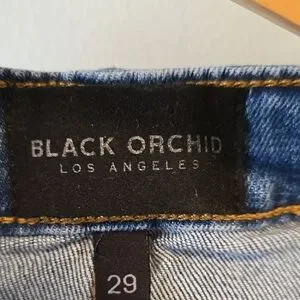 BLACK ORCHID
LOS ANGELES
29